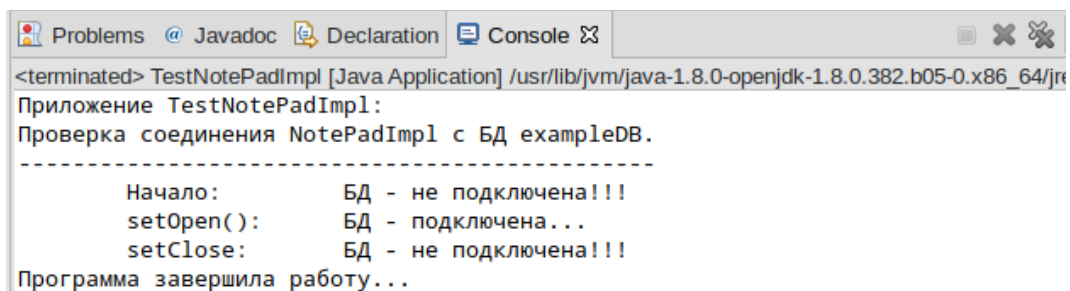 Problems @ Javadoc Declaration Console
<terminated> TestNotePadImpl [Java Application] /usr/lib/jvm/java-1.8.0-openjdk-1.8.0.382.b05-0.x86_64/jre
Приложение TestNotePadImpl:
Проверка соединения NotePadImpl с БД exampleDB.
-----------------------------------------------
Начало: БД - не подключена!!!
setOpen(): БД - подключена...
setClose: БД - не подключена!!!
Программа завершила работу...